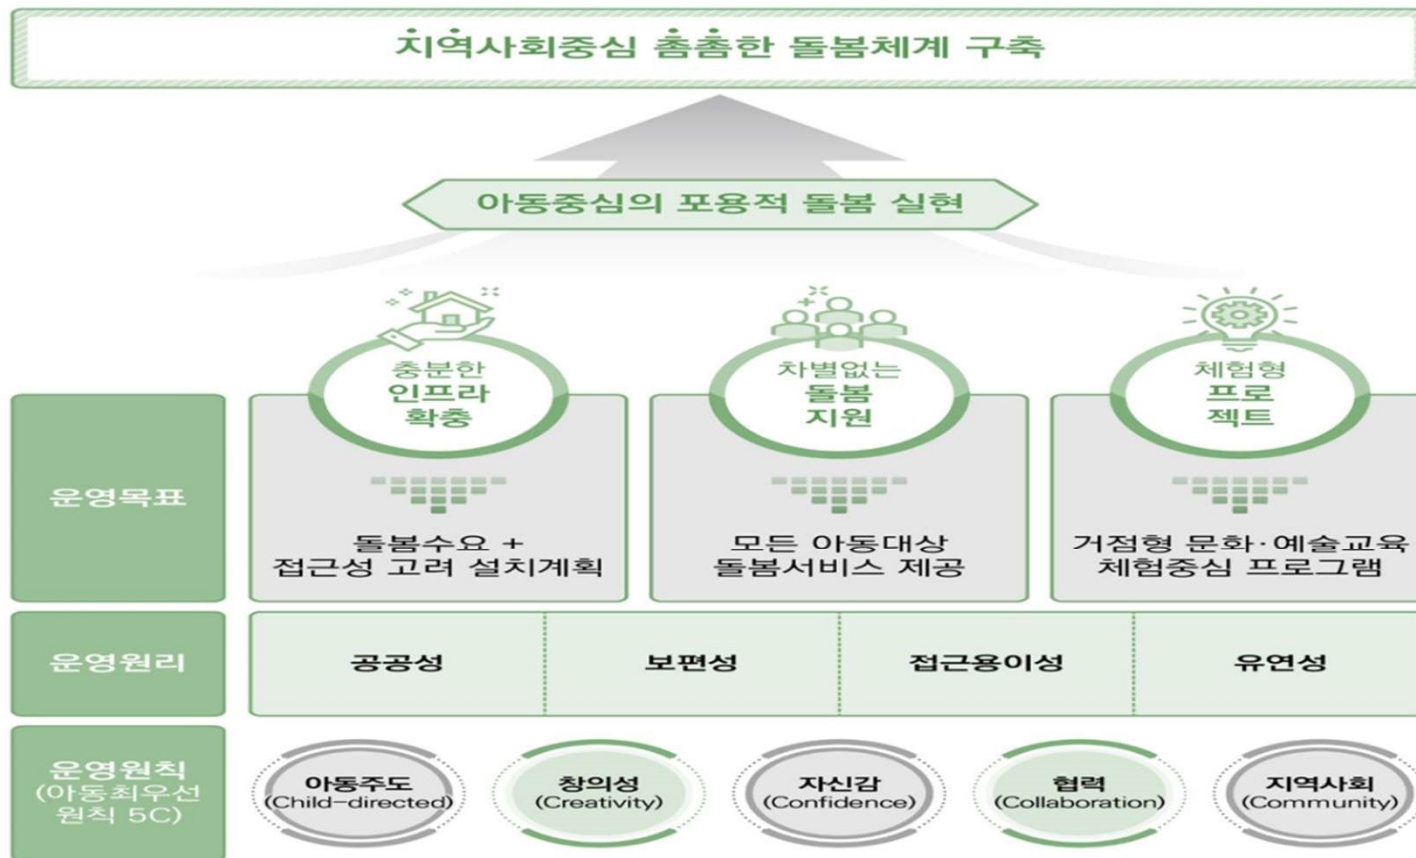 지역사회중심 촘촘한 돌봄체계 구축
아동중심의 포용적 돌봄 실현
충분한
인프라
확충
차별없는
돌봄
지원
체험형
프로
젝트
운영목표
돌봄수요 +
접근성 고려 설치계획
모든 아동대상
돌봄서비스 제공
거점형 문화·예술교육
체험중심 프로그램
운영원리
공공성
보편성
접근용이성
유연성
운영원칙
(아동최우선
원칙 5C)
아동주도
(Child-directed)
창의성
(Creativity)
자신감
(Confidence)
협력
(Collaboration)
지역사회
(Community)